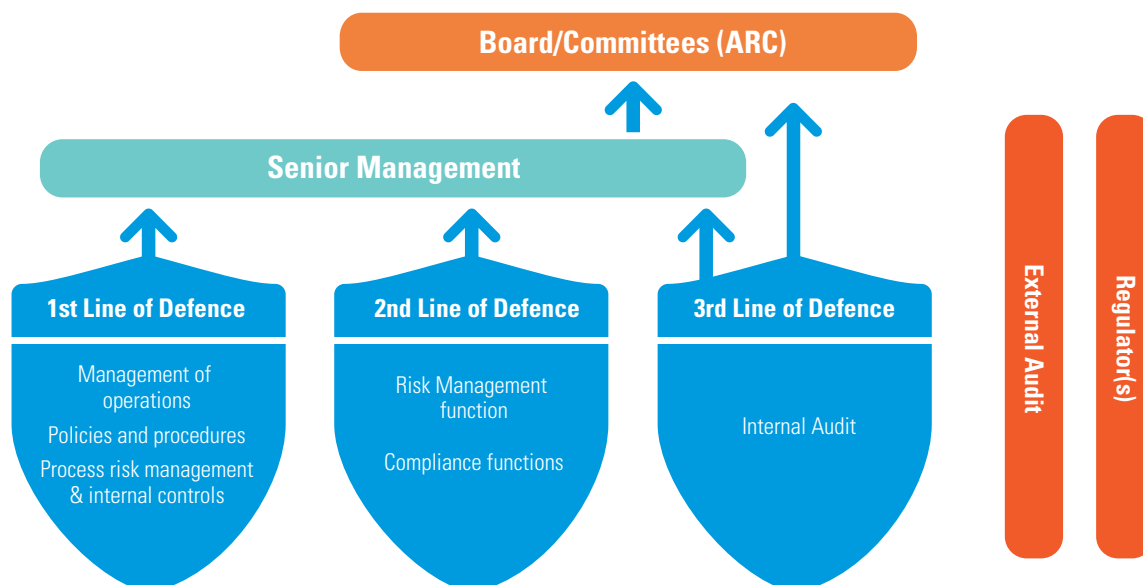 Board/Committees (ARC)
Senior Management
1st Line of Defence
Management of
operations
Policies and procedures
Process risk management
& internal controls
2nd Line of Defence
Risk Management
function
Compliance functions
3rd Line of Defence
Internal Audit
External Audit
Regulator(s)